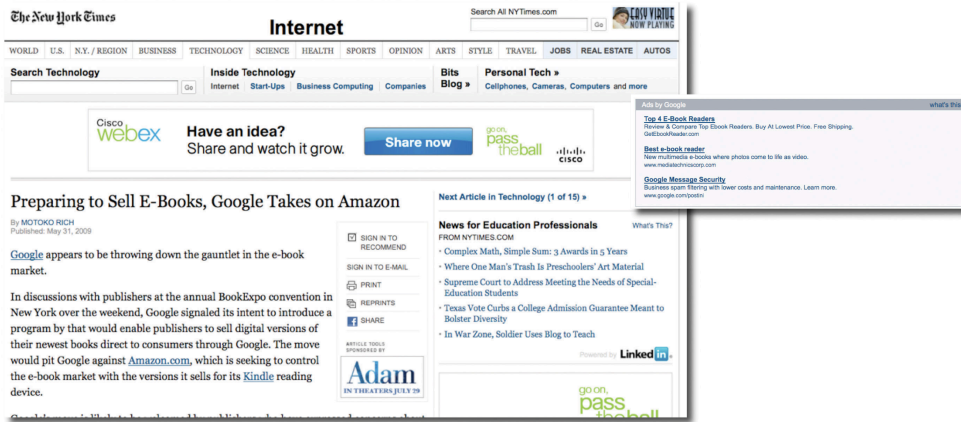 The New York Times
Internet
Search All NYTimes.com
Go
EASY VIRTUE
NOW PLAYING
WORLD U.S. N.Y. / REGION BUSINESS TECHNOLOGY SCIENCE HEALTH SPORTS OPINION ARTS STYLE TRAVEL JOBS REAL ESTATE AUTOS
Search Technology
Go
Inside Technology
Internet Start-Ups Business Computing Companies
Bits
Blog »
Personal Tech »
Cellphones, Cameras, Computers and more
Cisco
webex
Have an idea?
Share and watch it grow.
Share now
go on,
pass
the ball
cisco
Ads by Google what's this
Top 4 E-Book Readers
Review & Compare Top Ebook Readers. Buy At Lowest Price. Free Shipping.
GetEbookReader.com
Best e-book reader
New multimedia e-books where photos come to life as video.
www.mediatechnicscorp.com
Google Message Security
Business spam filtering with lower costs and maintenance. Learn more.
www.google.com/postini
Preparing to Sell E-Books, Google Takes on Amazon
By MOTOKO RICH
Published: May 31, 2009
Google appears to be throwing down the gauntlet in the e-book
market.
In discussions with publishers at the annual BookExpo convention in
New York over the weekend, Google signaled its intent to introduce a
program by that would enable publishers to sell digital versions of
their newest books direct to consumers through Google. The move
would pit Google against Amazon.com, which is seeking to control
the e-book market with the versions it sells for its Kindle reading
device.
SIGN IN TO
RECOMMEND
SIGN IN TO E-MAIL
PRINT
REPRINTS
SHARE
ARTICLE TOOLS
SPONSORED BY
Adam
IN THEATERS JULY 29
Next Article in Technology (1 of 15) »
News for Education Professionals What's This?
FROM NYTIMES.COM
• Complex Math, Simple Sum: 3 Awards in 5 Years
• Where One Man's Trash Is Preschoolers' Art Material
• Supreme Court to Address Meeting the Needs of Special-
Education Students
• Texas Vote Curbs a College Admission Guarantee Meant to
Bolster Diversity
• In War Zone, Soldier Uses Blog to Teach
Powered by Linked in
go on,
pass